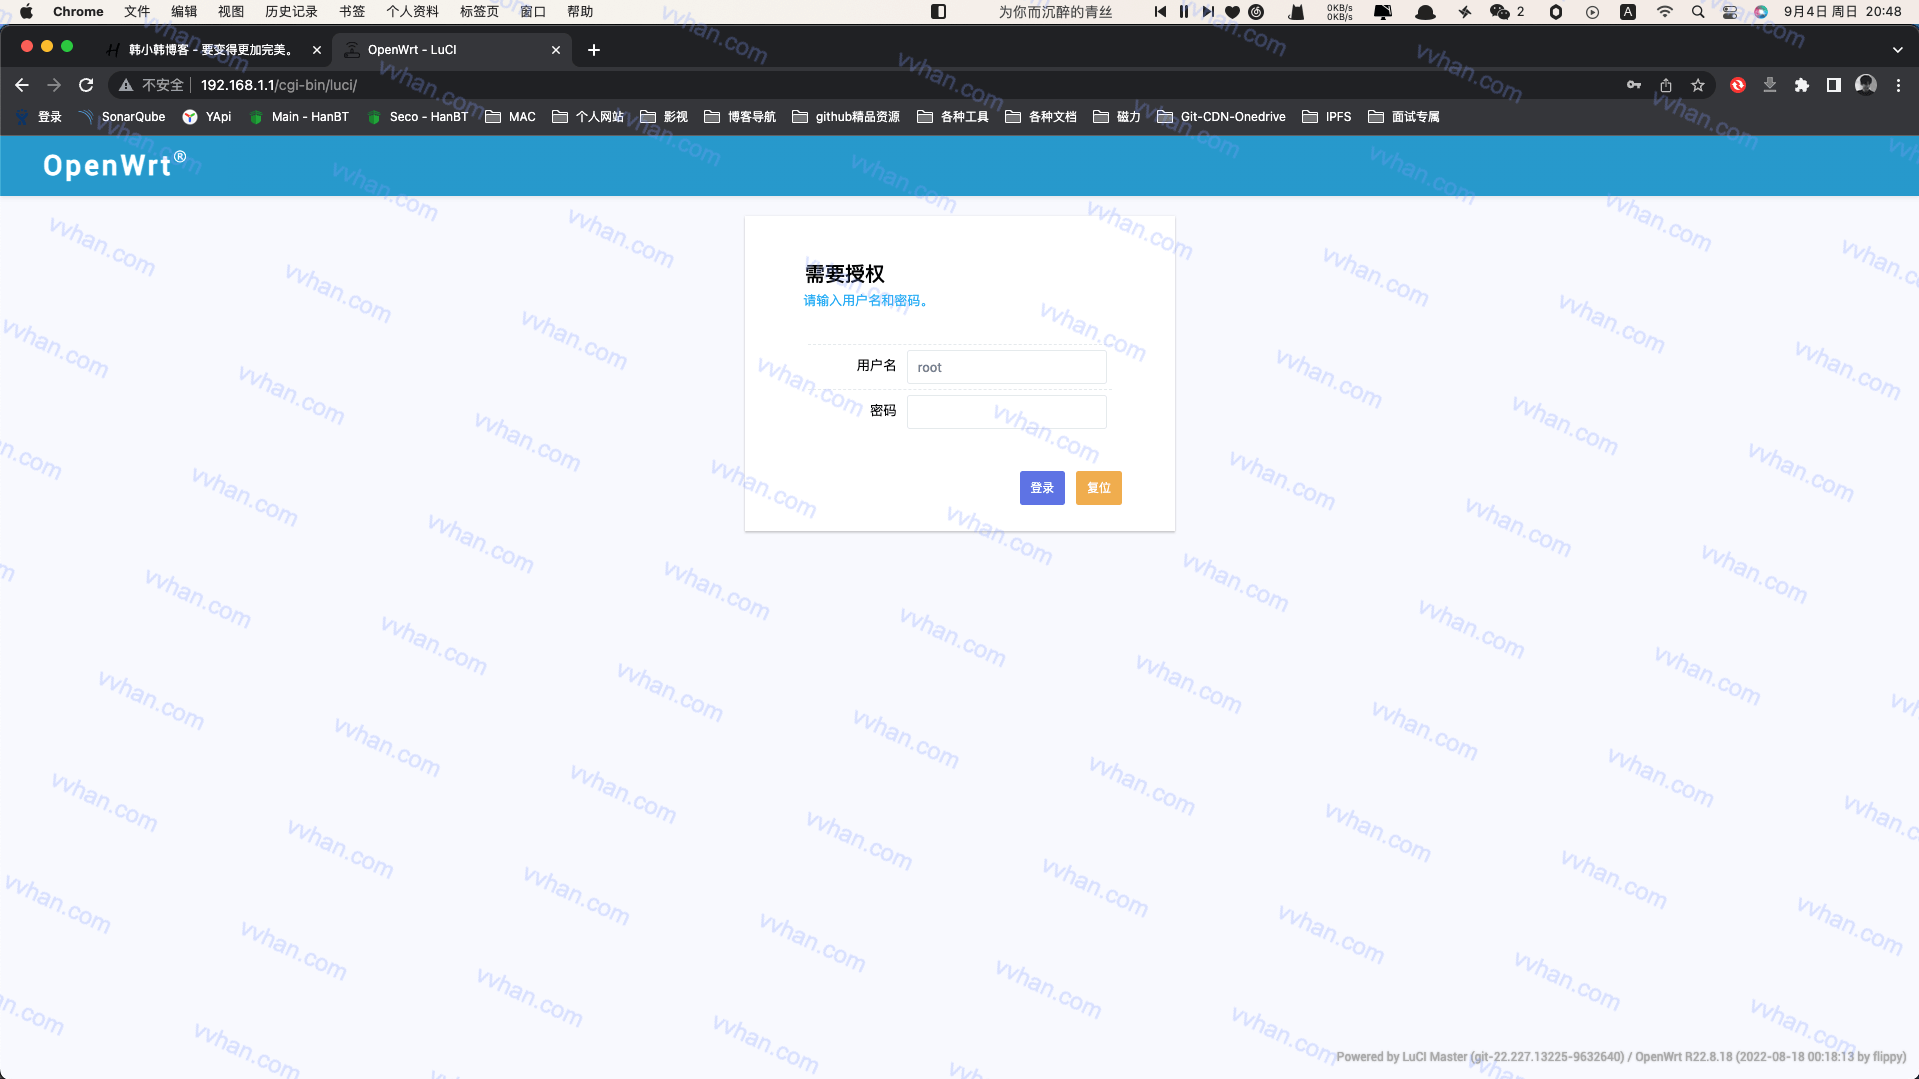 Chrome 文件 编辑 视图 历史记录 书签 个人资料 标签页 窗口 帮助 为你而沉醉的青丝 0KB/s 0KB/s 2 A 9月4日 周日 20:48
韩小韩博客 - 要变得更加完美。 OpenWrt - LuCI
不安全 192.168.1.1/cgi-bin/luci/
登录 SonarQube YApi Main - HanBT Seco - HanBT MAC 个人网站 影视 博客导航 github精品资源 各种工具 各种文档 磁力 Git-CDN-Onedrive IPFS 面试专属
OpenWrt®
需要授权
请输入用户名和密码。
用户名 root
密码
登录 复位
Powered by LuCI Master (git-22.227.13225-9632640) / OpenWrt R22.8.18 (2022-08-18 00:18:13 by flippy)
vvhan.com